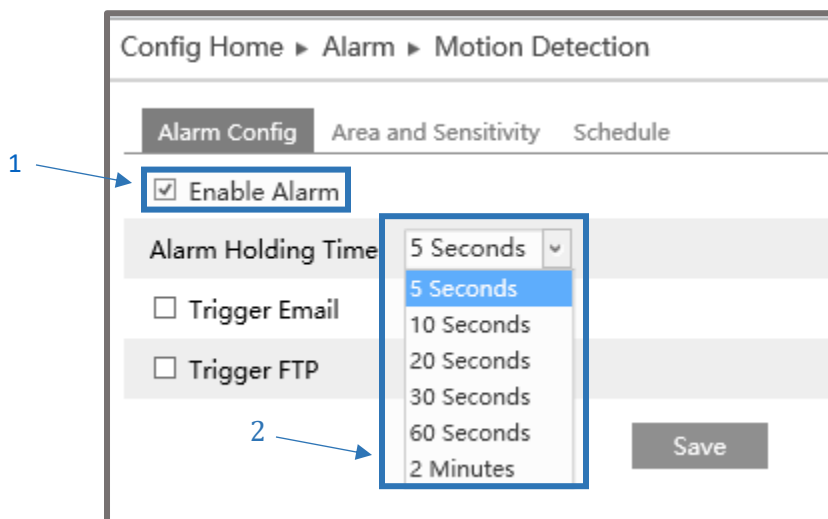 Config Home ▸ Alarm ▸ Motion Detection
Alarm Config Area and Sensitivity Schedule
1
Enable Alarm
Alarm Holding Time 5 Seconds
5 Seconds
Trigger Email
10 Seconds
20 Seconds
Trigger FTP
30 Seconds
60 Seconds
2
Save
2 Minutes